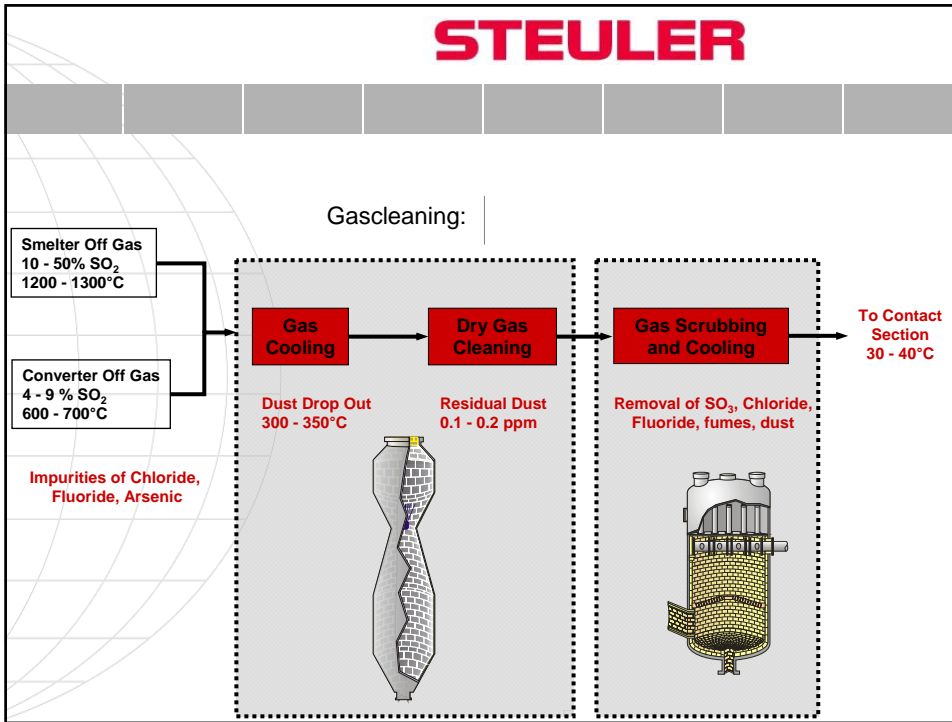 STEULER
Gascleaning:
Smelter Off Gas
10 - 50% SO₂
1200 - 1300°C
Converter Off Gas
4 - 9 % SO₂
600 - 700°C
Impurities of Chloride,
Fluoride, Arsenic
Gas
Cooling
Dust Drop Out
300 - 350°C
Dry Gas
Cleaning
Residual Dust
0.1 - 0.2 ppm
Gas Scrubbing
and Cooling
Removal of SO₃, Chloride,
Fluoride, fumes, dust
To Contact
Section
30 - 40°C